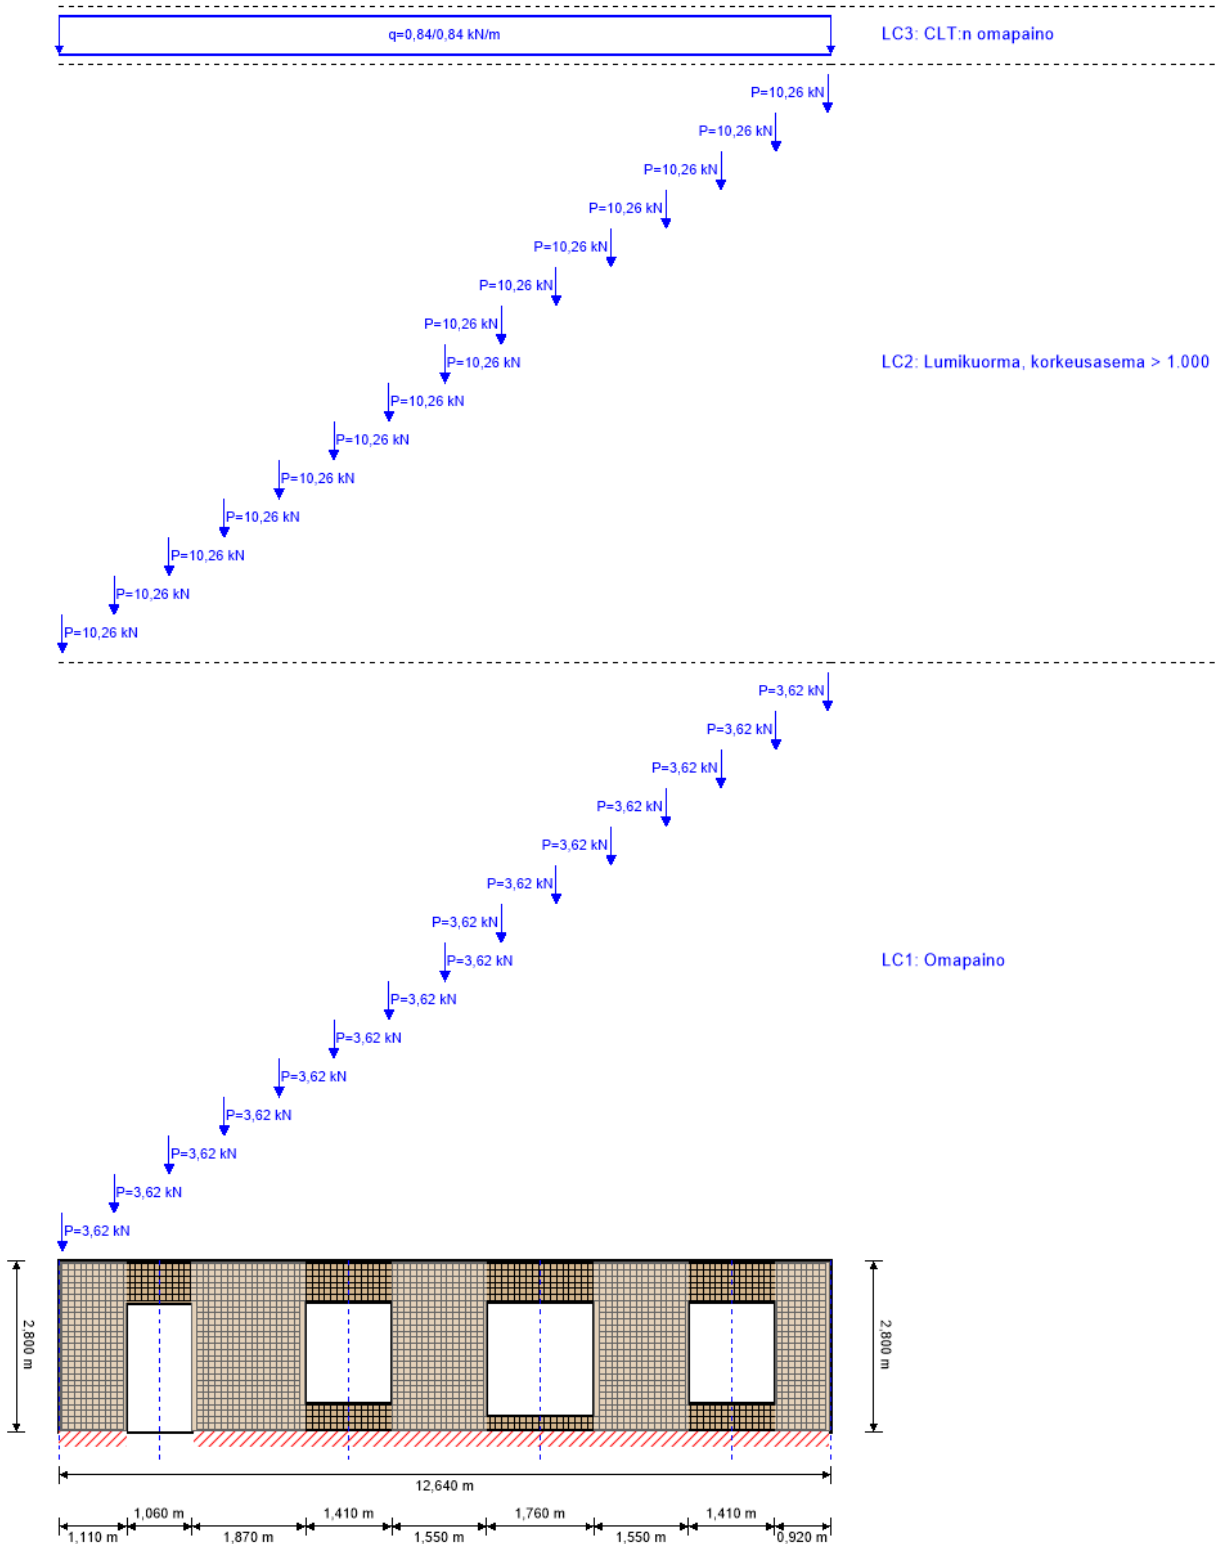 q=0,84/0,84 kN/m
LC3: CLT:n omapaino
P=10,26 kN
P=10,26 kN
P=10,26 kN
P=10,26 kN
P=10,26 kN
P=10,26 kN
P=10,26 kN
P=10,26 kN
LC2: Lumikuorma, korkeusasema > 1.000
P=10,26 kN
P=10,26 kN
P=10,26 kN
P=10,26 kN
P=10,26 kN
P=10,26 kN
P=10,26 kN
P=3,62 kN
P=3,62 kN
P=3,62 kN
P=3,62 kN
P=3,62 kN
P=3,62 kN
P=3,62 kN
P=3,62 kN
LC1: Omapaino
P=3,62 kN
P=3,62 kN
P=3,62 kN
P=3,62 kN
P=3,62 kN
P=3,62 kN
P=3,62 kN
2,800 m
2,800 m
12,640 m
1,060 m
1,410 m
1,760 m
1,410 m
1,110 m
1,870 m
1,550 m
1,550 m
0,920 m